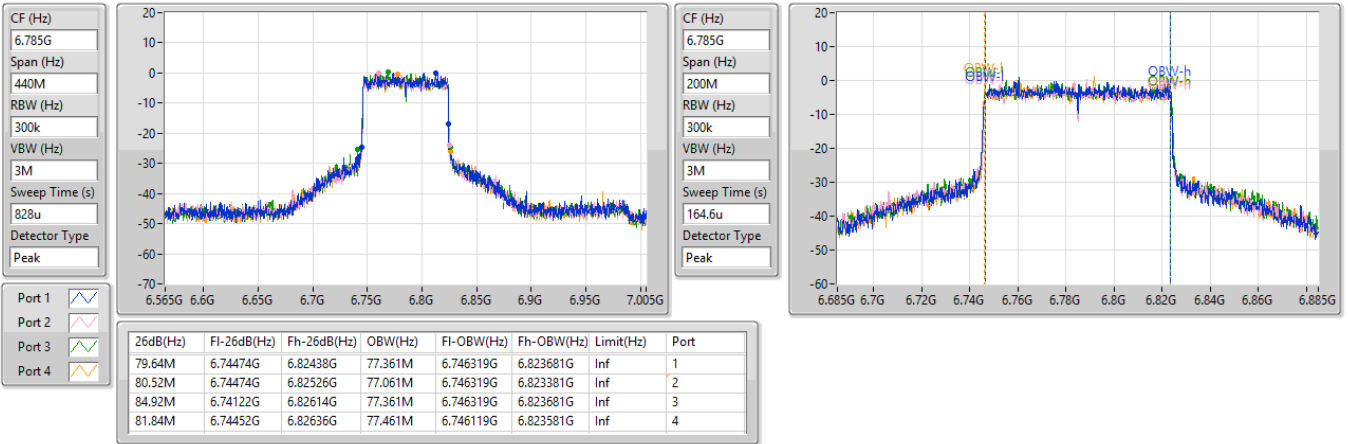 CF (Hz)
6.785G
Span (Hz)
440M
RBW (Hz)
300k
VBW (Hz)
3M
Sweep Time (s)
828u
Detector Type
Peak
20
10
0
-10
-20
-30
-40
-50
-60
-70
6.565G 6.6G 6.65G 6.7G 6.75G 6.8G 6.85G 6.9G 6.95G 7.005G
CF (Hz)
6.785G
Span (Hz)
200M
RBW (Hz)
300k
VBW (Hz)
3M
Sweep Time (s)
164.6u
Detector Type
Peak
20
10
0
-10
-20
-30
-40
-50
-60
OBW-l
OBW-h
OBW-h
6.685G 6.7G 6.72G 6.74G 6.76G 6.78G 6.8G 6.82G 6.84G 6.86G 6.885G
Port 1
Port 2
Port 3
Port 4
26dB(Hz) Fl-26dB(Hz) Fh-26dB(Hz) OBW(Hz) Fl-OBW(Hz) Fh-OBW(Hz) Limit(Hz) Port
79.64M 6.74474G 6.82438G 77.361M 6.746319G 6.823681G Inf 1
80.52M 6.74474G 6.82526G 77.061M 6.746319G 6.823381G Inf 2
84.92M 6.74122G 6.82614G 77.361M 6.746319G 6.823681G Inf 3
81.84M 6.74452G 6.82636G 77.461M 6.746119G 6.823581G Inf 4